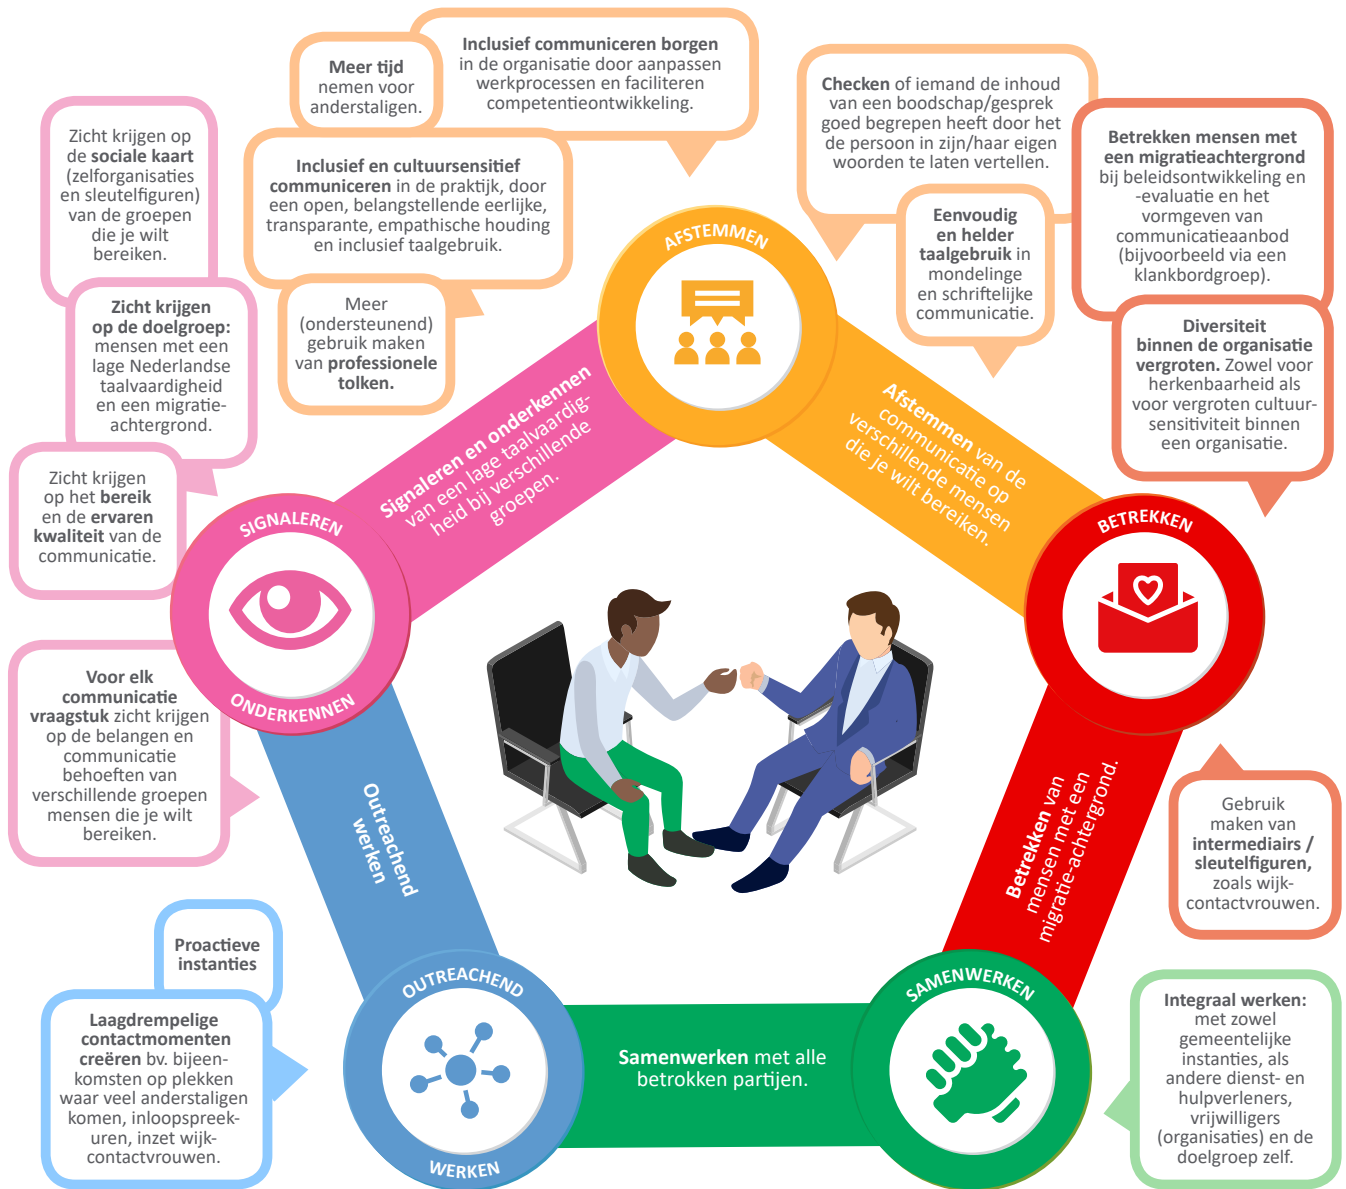 Inclusief communiceren borgen
in de organisatie door aanpassen
werkprocessen en faciliteren
competentieontwikkeling.
Meer tijd
nemen voor
anderstaligen.
Checken of iemand de inhoud
van een boodschap/gesprek
goed begrepen heeft door het
de persoon in zijn/haar eigen
woorden te laten vertellen.
Zicht krijgen op
de sociale kaart
(zelforganisaties
en sleutelfiguren)
van de groepen
die je wilt
bereiken.
Inclusief en cultuursensitief
communiceren in de praktijk, door
een open, belangstellende eerlijke,
transparante, empathische houding
en inclusief taalgebruik.
Betrekken mensen met
een migratieachtergrond
bij beleidsontwikkeling en
-evaluatie en het
vormgeven van
communicatieaanbod
(bijvoorbeeld via een
klankbordgroep).
Eenvoudig
en helder
taalgebruik in
mondelinge
en schriftelijke
communicatie.
Zicht krijgen
op de doelgroep:
mensen met een
lage Nederlandse
taalvaardigheid
en een migratie-
achtergrond.
Meer
(ondersteunend)
gebruik maken
van professionele
tolken.
Diversiteit
binnen de organisatie
vergroten. Zowel voor
herkenbaarheid als
voor vergroten cultuur-
sensitiviteit binnen
een organisatie.
Zicht krijgen
op het bereik
en de ervaren
kwaliteit van de
communicatie.
AFSTEMMEN
Signaleren en onderkennen
van een lage taalvaardig-
heid bij verschillende
groepen.
Afstemmen van de
communicatie op
verschillende mensen
die je wilt bereiken.
SIGNALEREN
ONDERKENNEN
BETREKKEN
Voor elk
communicatie
vraagstuk zicht krijgen
op de belangen en
communicatie
behoeften van
verschillende groepen
mensen die je wilt
bereiken.
Outreachend
werken
Betrekken van
mensen met een
migratie-achtergrond.
Gebruik
maken van
intermediairs /
sleutelfiguren,
zoals wijk-
contactvrouwen.
Proactieve
instanties
Laagdrempelige
contactmomenten
creëren bv. bijeen-
komsten op plekken
waar veel anderstaligen
komen, inloopspreek-
uren, inzet wijk-
contactvrouwen.
OUTREACHEND
WERKEN
Samenwerken met alle
betrokken partijen.
SAMENWERKEN
Integraal werken:
met zowel
gemeentelijke
instanties, als
andere dienst- en
hulpverleners,
vrijwilligers
(organisaties) en de
doelgroep zelf.